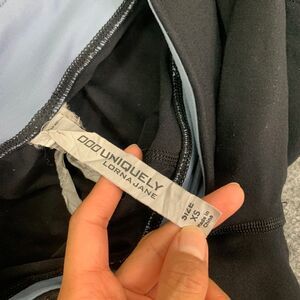 UNIQUELY
LORNA JANE
SIZE
XS
Made in
China